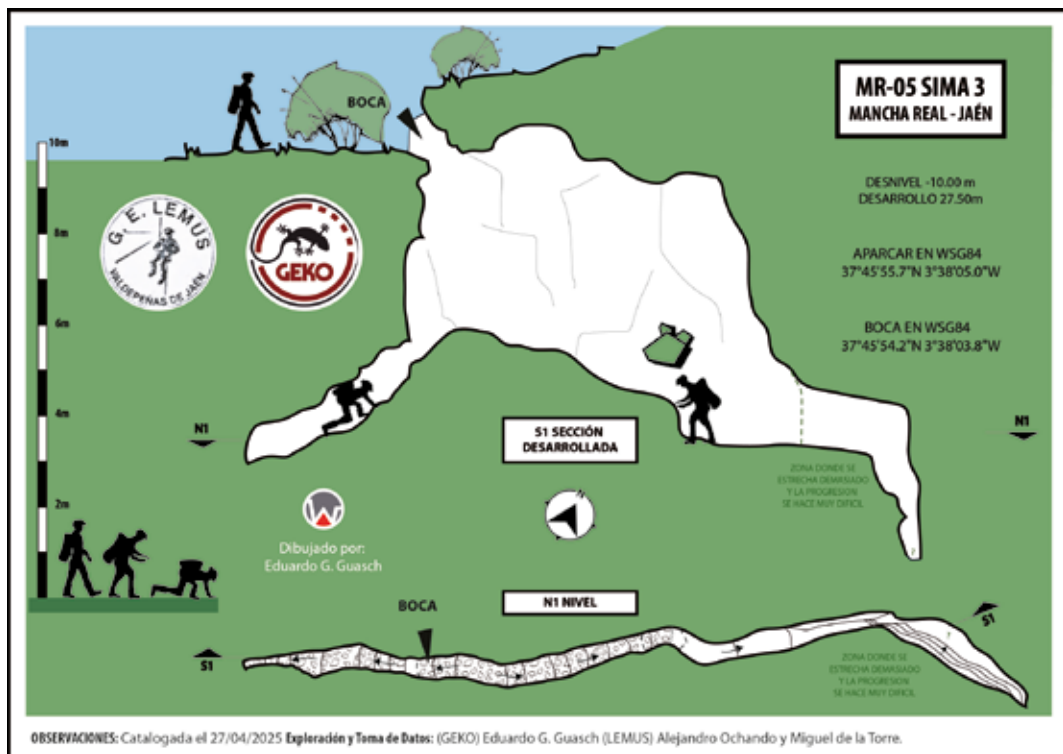 BOCA
MR-05 SIMA 3
MANCHA REAL - JAÉN
10m
DESNIVEL -10.00 m
DESARROLLO 27.50m
G. E. LEMUS
VALDEPEÑAS DE JAÉN
GEKO
8m
APARCAR EN WSG84
37°45'55.7"N 3°38'05.0"W
6m
BOCA EN WSG84
37°45'54.2"N 3°38'03.8"W
4m
N1
S1 SECCIÓN
DESARROLLADA
N1
ZONA DONDE SE
ESTRECHA DEMASIADO
Y LA PROGRESION
SE HACE MUY DIFICIL
2m
N
Dibujado por:
Eduardo G. Guasch
?
BOCA
N1 NIVEL
S1
S1
?
ZONA DONDE SE
ESTRECHA DEMASIADO
Y LA PROGRESION
SE HACE MUY DIFICIL
OBSERVACIONES: Catalogada el 27/04/2025 Exploración y Toma de Datos: (GEKO) Eduardo G. Guasch (LEMUS) Alejandro Ochando y Miguel de la Torre.